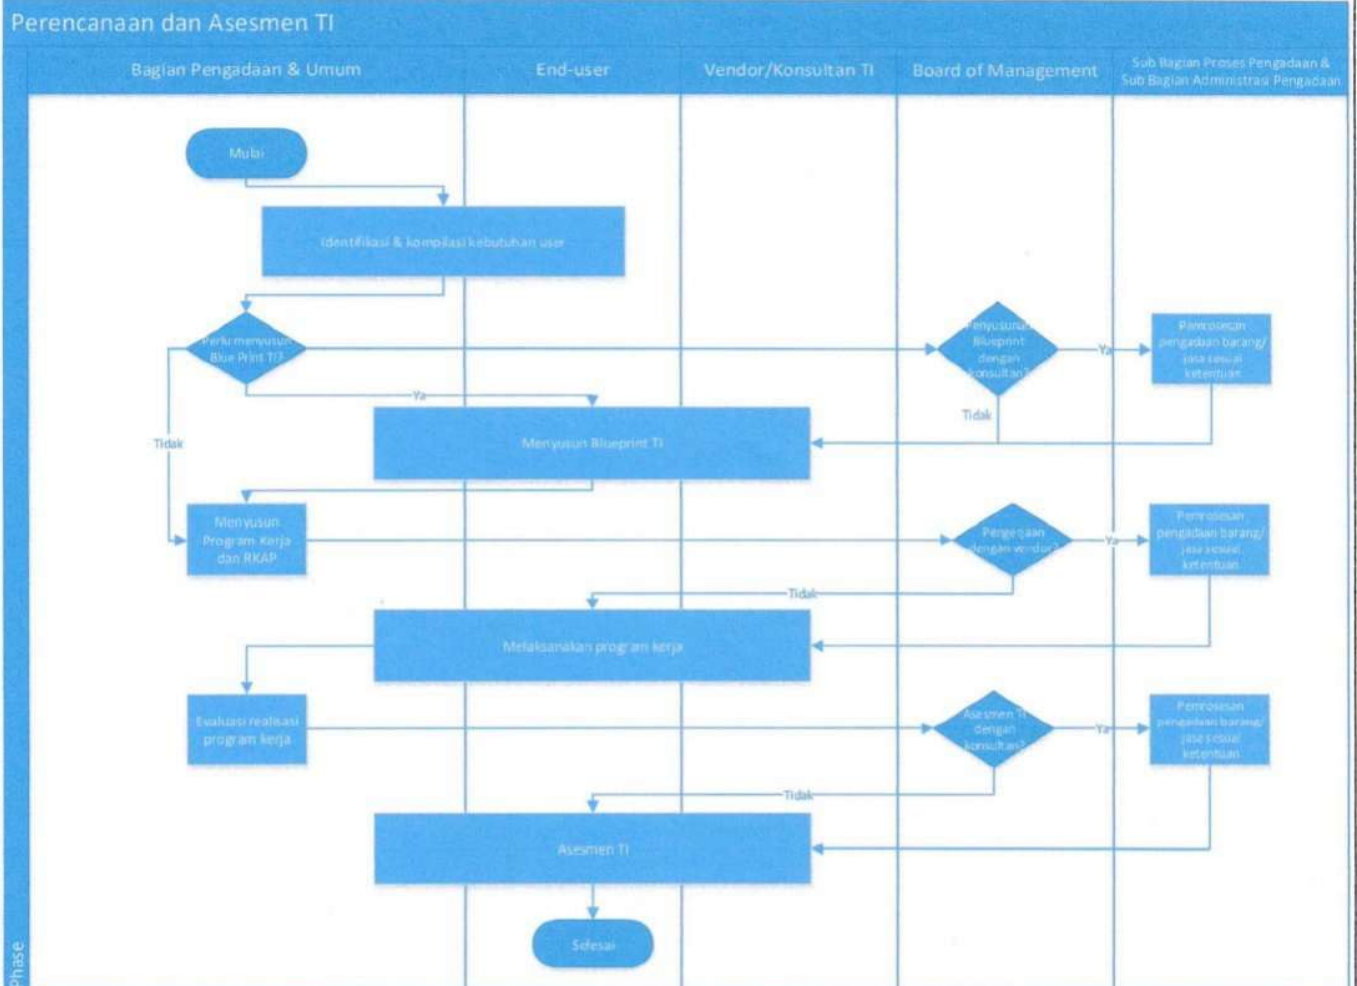 Perencanaan dan Asesmen TI
Bagian Pengadaan & Umum
End-user
Vendor/Konsultan TI
Board of Management
Sub Bagian Proses Pengadaan &
Sub Bagian Administrasi Pengadaan
Mulai
Identifikasi & kompilasi kebutuhan user
Perlu menyusun
Blue Print TI?
Penyusunan
Blueprint
dengan
konsultan?
Ya
Pemrosesan
pengadaan barang/
jasa sesuai
ketentuan
Ya
Tidak
Tidak
Menyusun Blueprint TI
Menyusun
Program Kerja
dan RKAP
Pengerjaan
dengan vendor?
Ya
Pemrosesan
pengadaan barang/
jasa sesuai
ketentuan
Tidak
Melaksanakan program kerja
Evaluasi realisasi
program kerja
Asesmen TI
dengan
konsultan?
Ya
Pemrosesan
pengadaan barang/
jasa sesuai
ketentuan
Tidak
Asesmen TI
Selesai
Phase